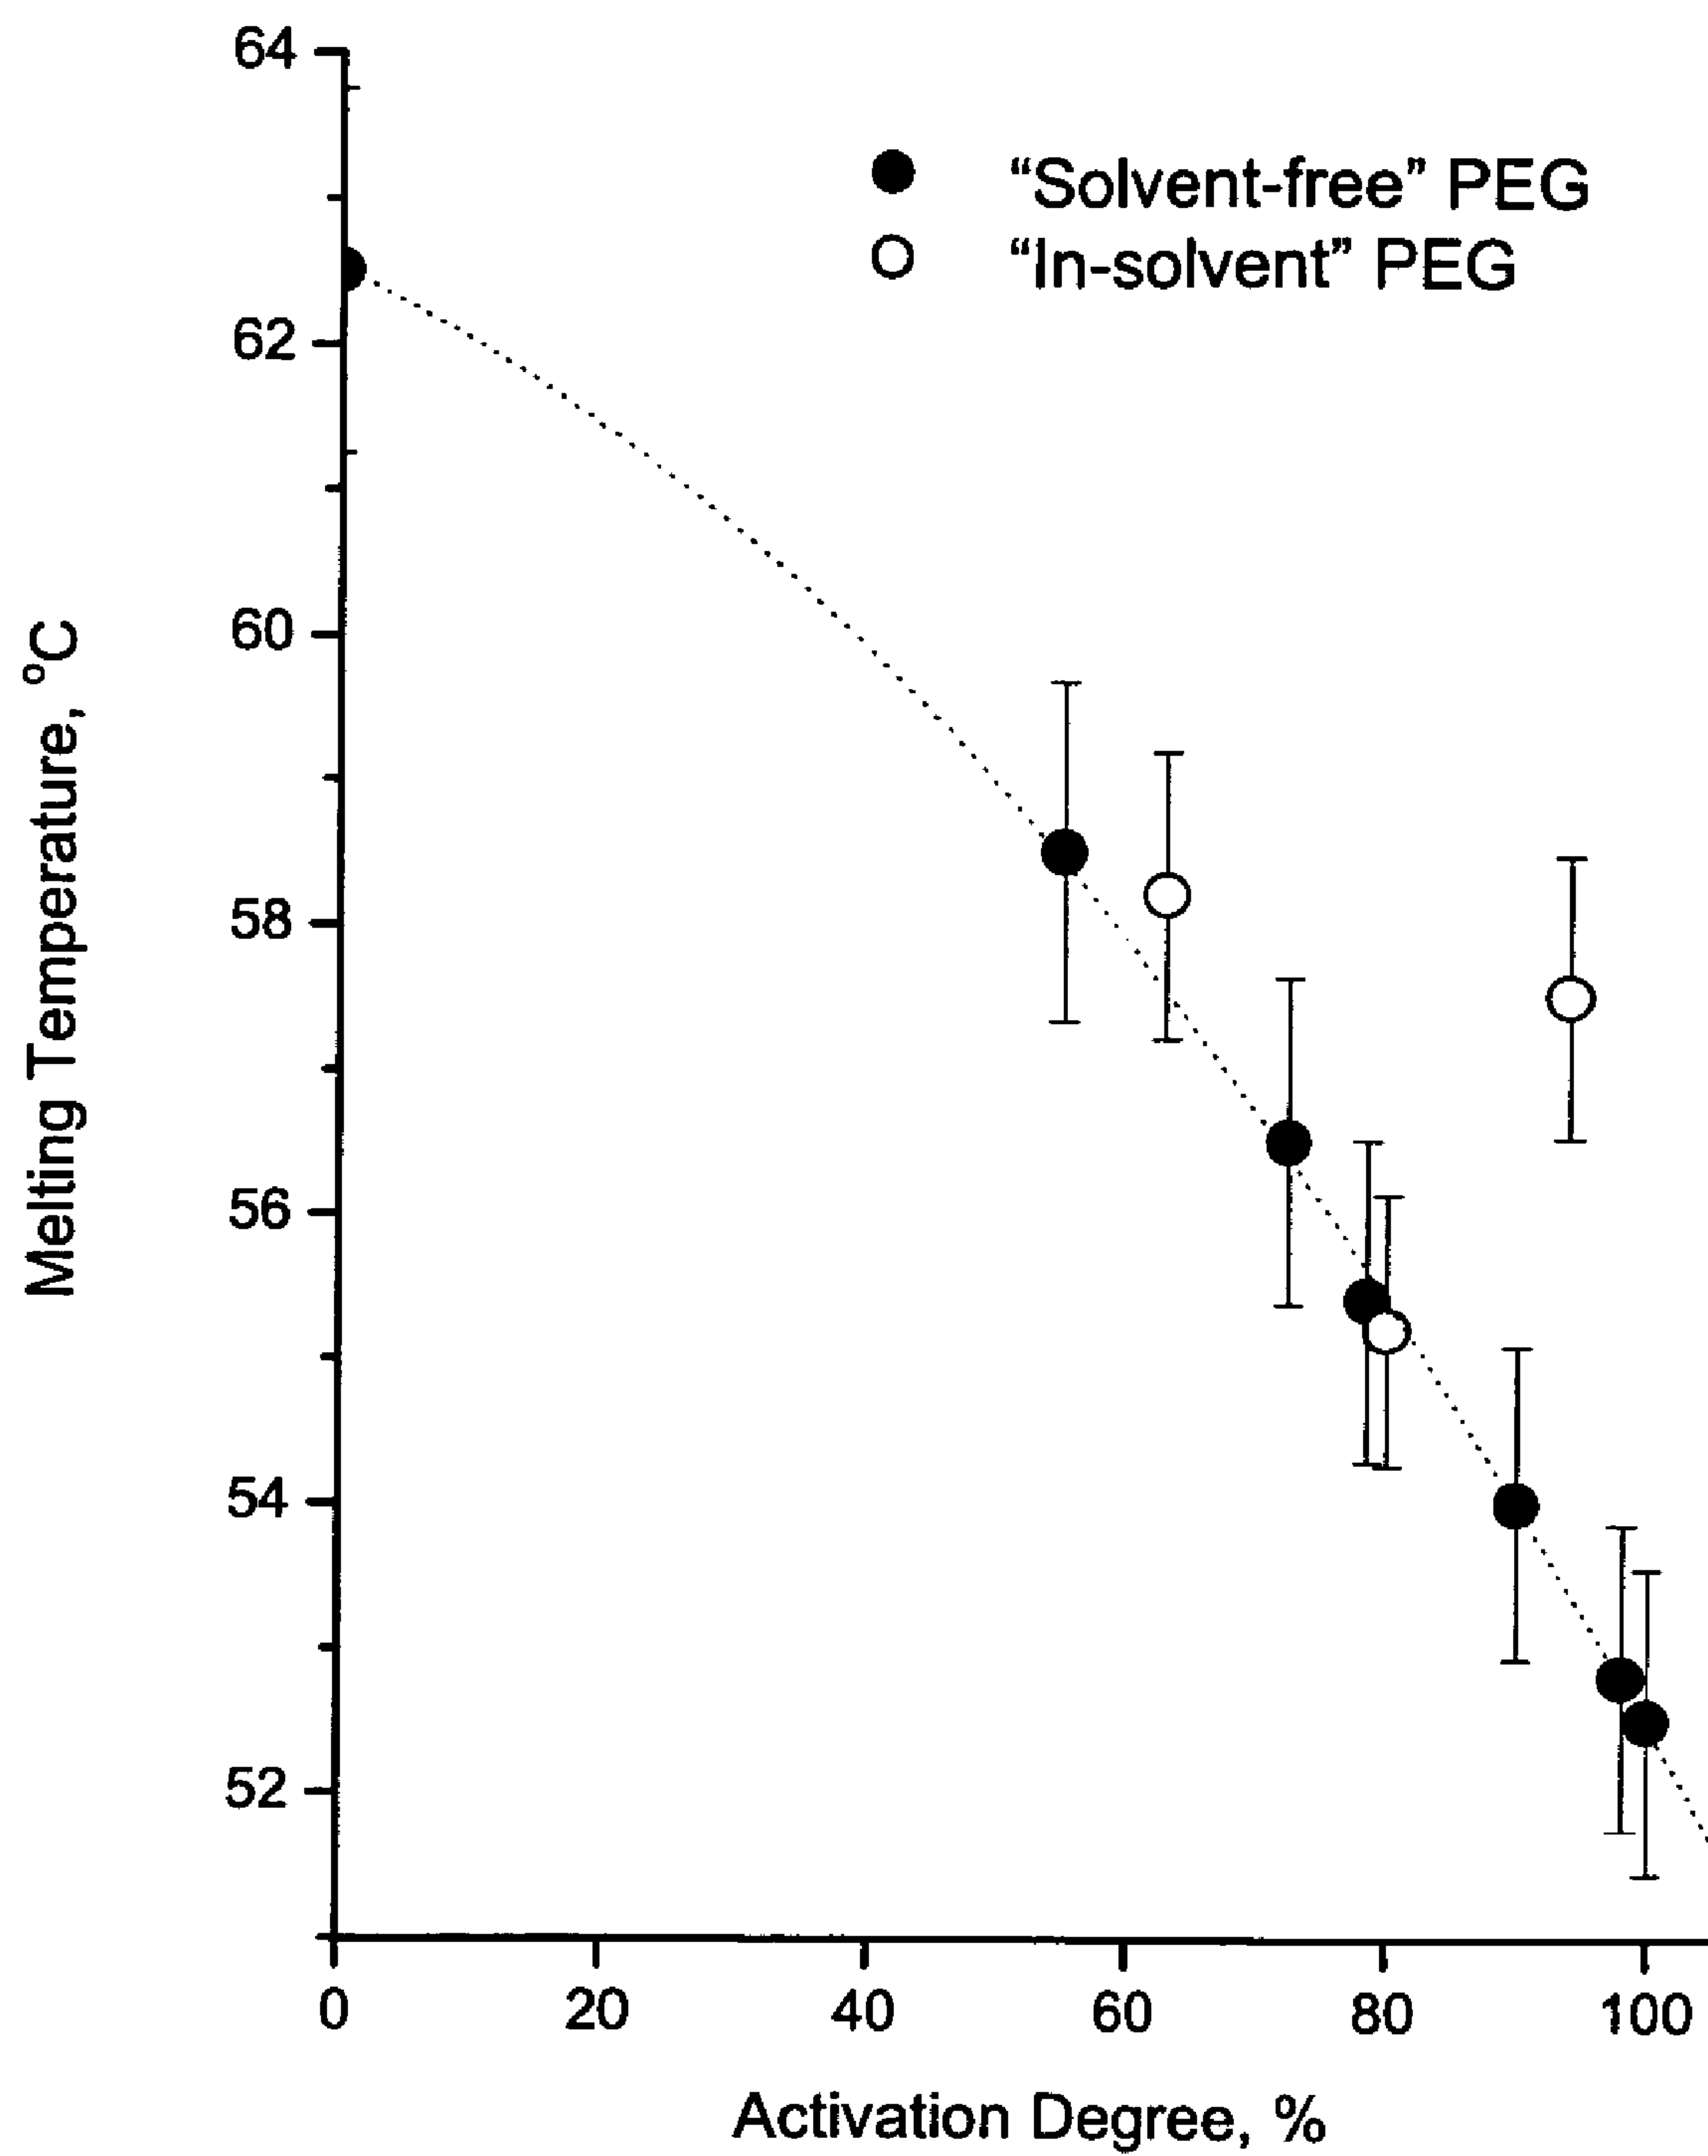 64
62
60
58
56
54
52
Melting Temperature, °C
"Solvent-free" PEG
"In-solvent" PEG
0 20 40 60 80 100
Activation Degree, %